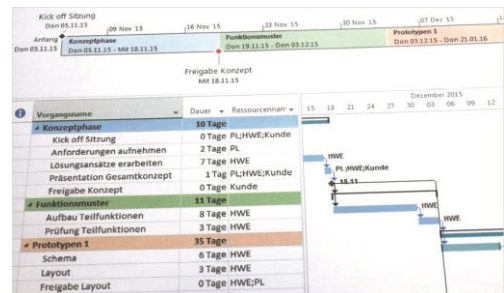 Kick off Sitzung
Don 05.11.15
09 Nov '15
16 Nov '15
23 Nov '15
30 Nov '15
07 Dez '15
Anfang
Don 05.11.15
Konzeptphase
Don 05.11.15 - Mit 18.11.15
Funktionsmuster
Don 19.11.15 - Don 03.12.15
Prototypen 1
Don 03.12.15 - Don 21.01.16
Freigabe Konzept
Mit 18.11.15
Dezember 2015
Vorgangsname Dauer Ressourcennam 15 18 21 24 27 30 03 06 09 12
Konzeptphase 10 Tage
Kick off Sitzung 0 Tage PL;HWE;Kunde
Anforderungen aufnehmen 2 Tage PL
Lösungsansätze erarbeiten 7 Tage HWE HWE
Präsentation Gesamtkonzept 1 Tag PL;HWE;Kunde PL;HWE;Kunde
Freigabe Konzept 0 Tage Kunde 18.11
Funktionsmuster 11 Tage
Aufbau Teilfunktionen 8 Tage HWE HWE
Prüfung Teilfunktionen 3 Tage HWE HWE
Prototypen 1 35 Tage
Schema 6 Tage HWE
Layout 3 Tage HWE
Freigabe Layout 0 Tage HWE;PL